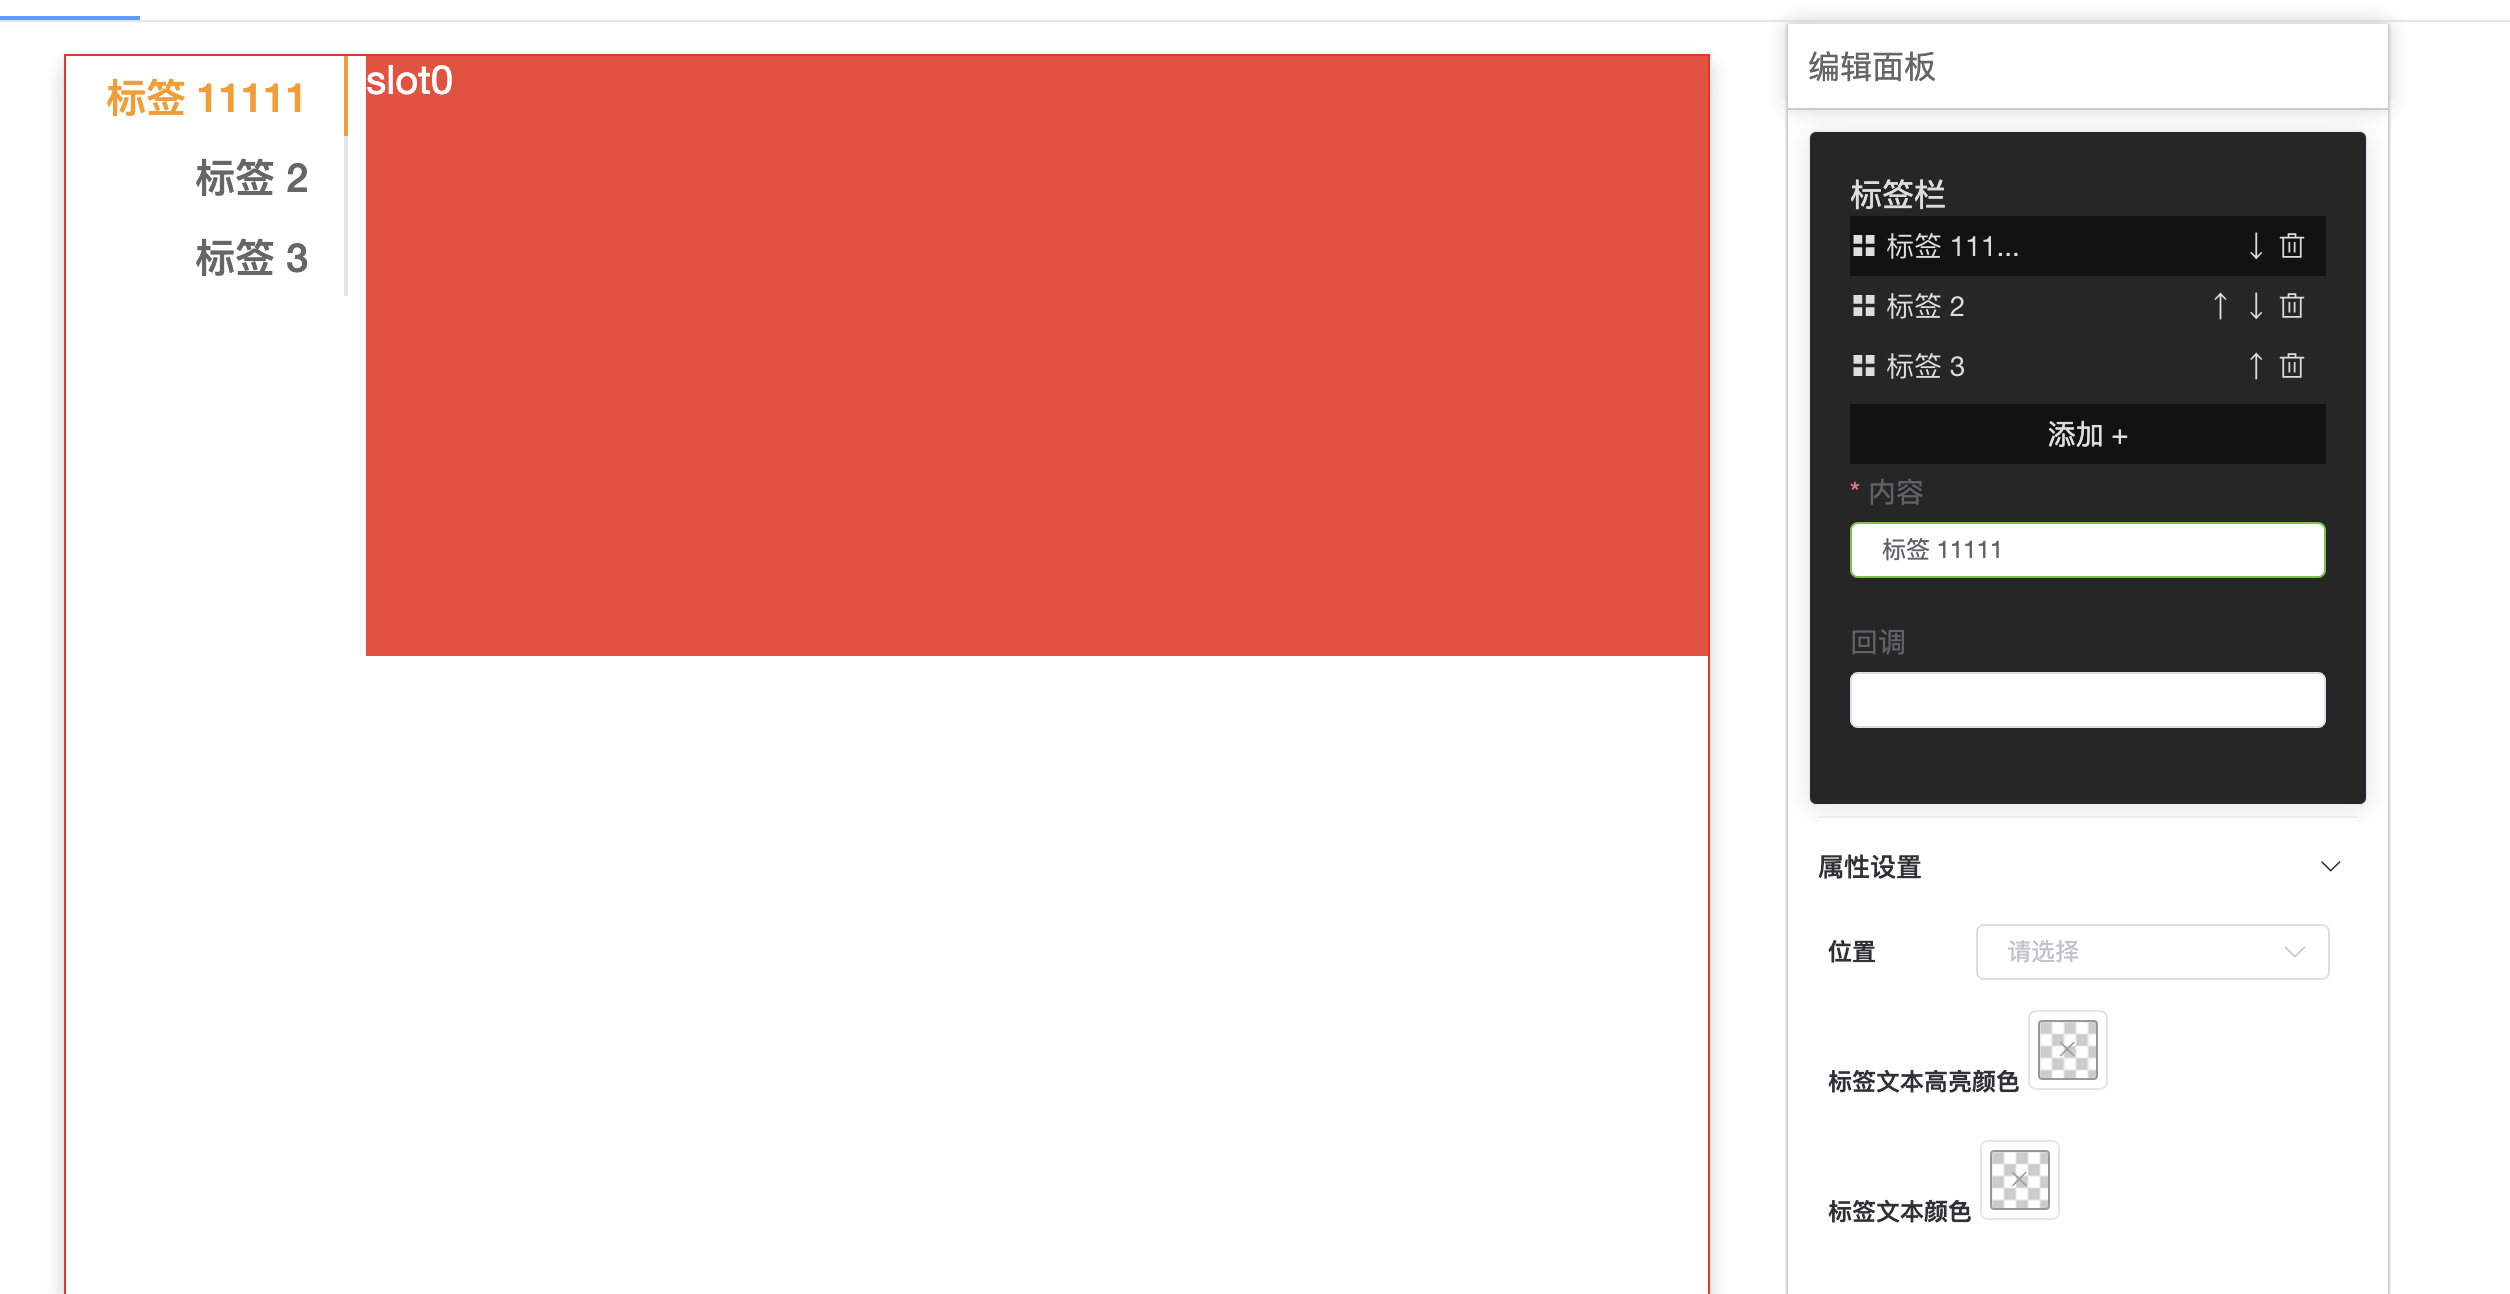 标签 11111
标签 2
标签 3
slot0
编辑面板
标签栏
标签 111...
标签 2
标签 3
添加 +
* 内容
标签 11111
回调
属性设置
位置
请选择
标签文本高亮颜色
标签文本颜色